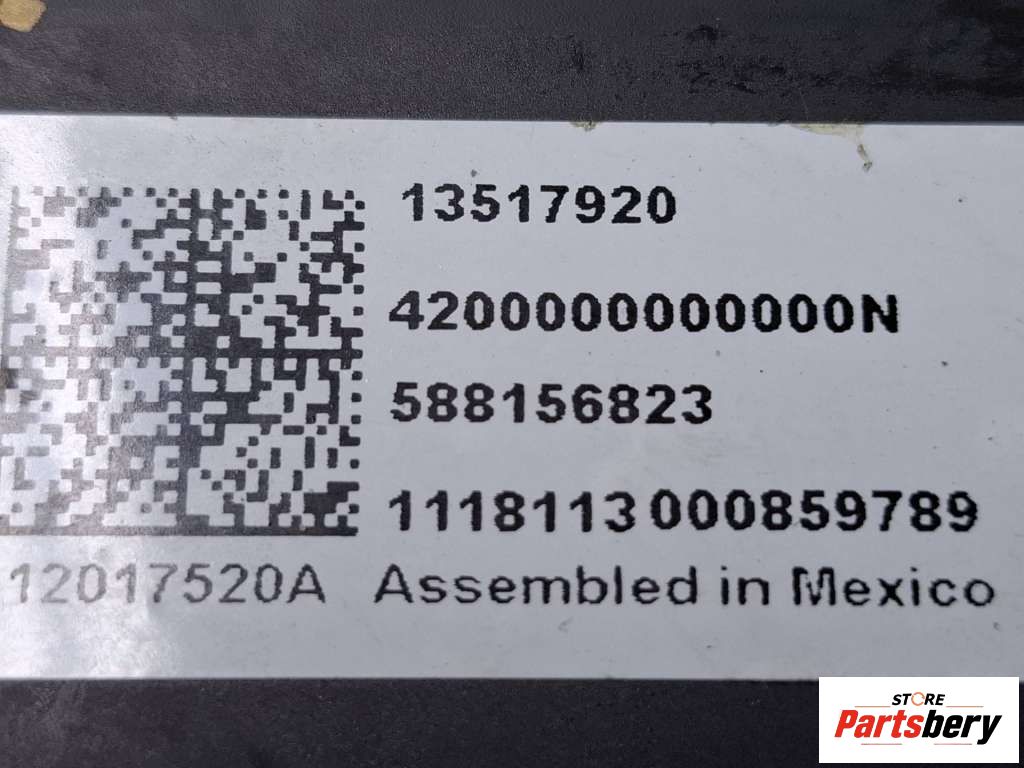 13517920
4200000000000N
588156823
1118113000859789
12017520A Assembled in Mexico
STORE
Partsbery